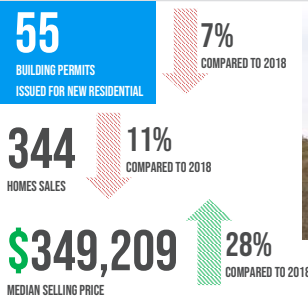 55
BUILDING PERMITS
ISSUED FOR NEW RESIDENTIAL
7%
COMPARED TO 2018
344
HOMES SALES
11%
COMPARED TO 2018
$349,209
MEDIAN SELLING PRICE
28%
COMPARED TO 2018